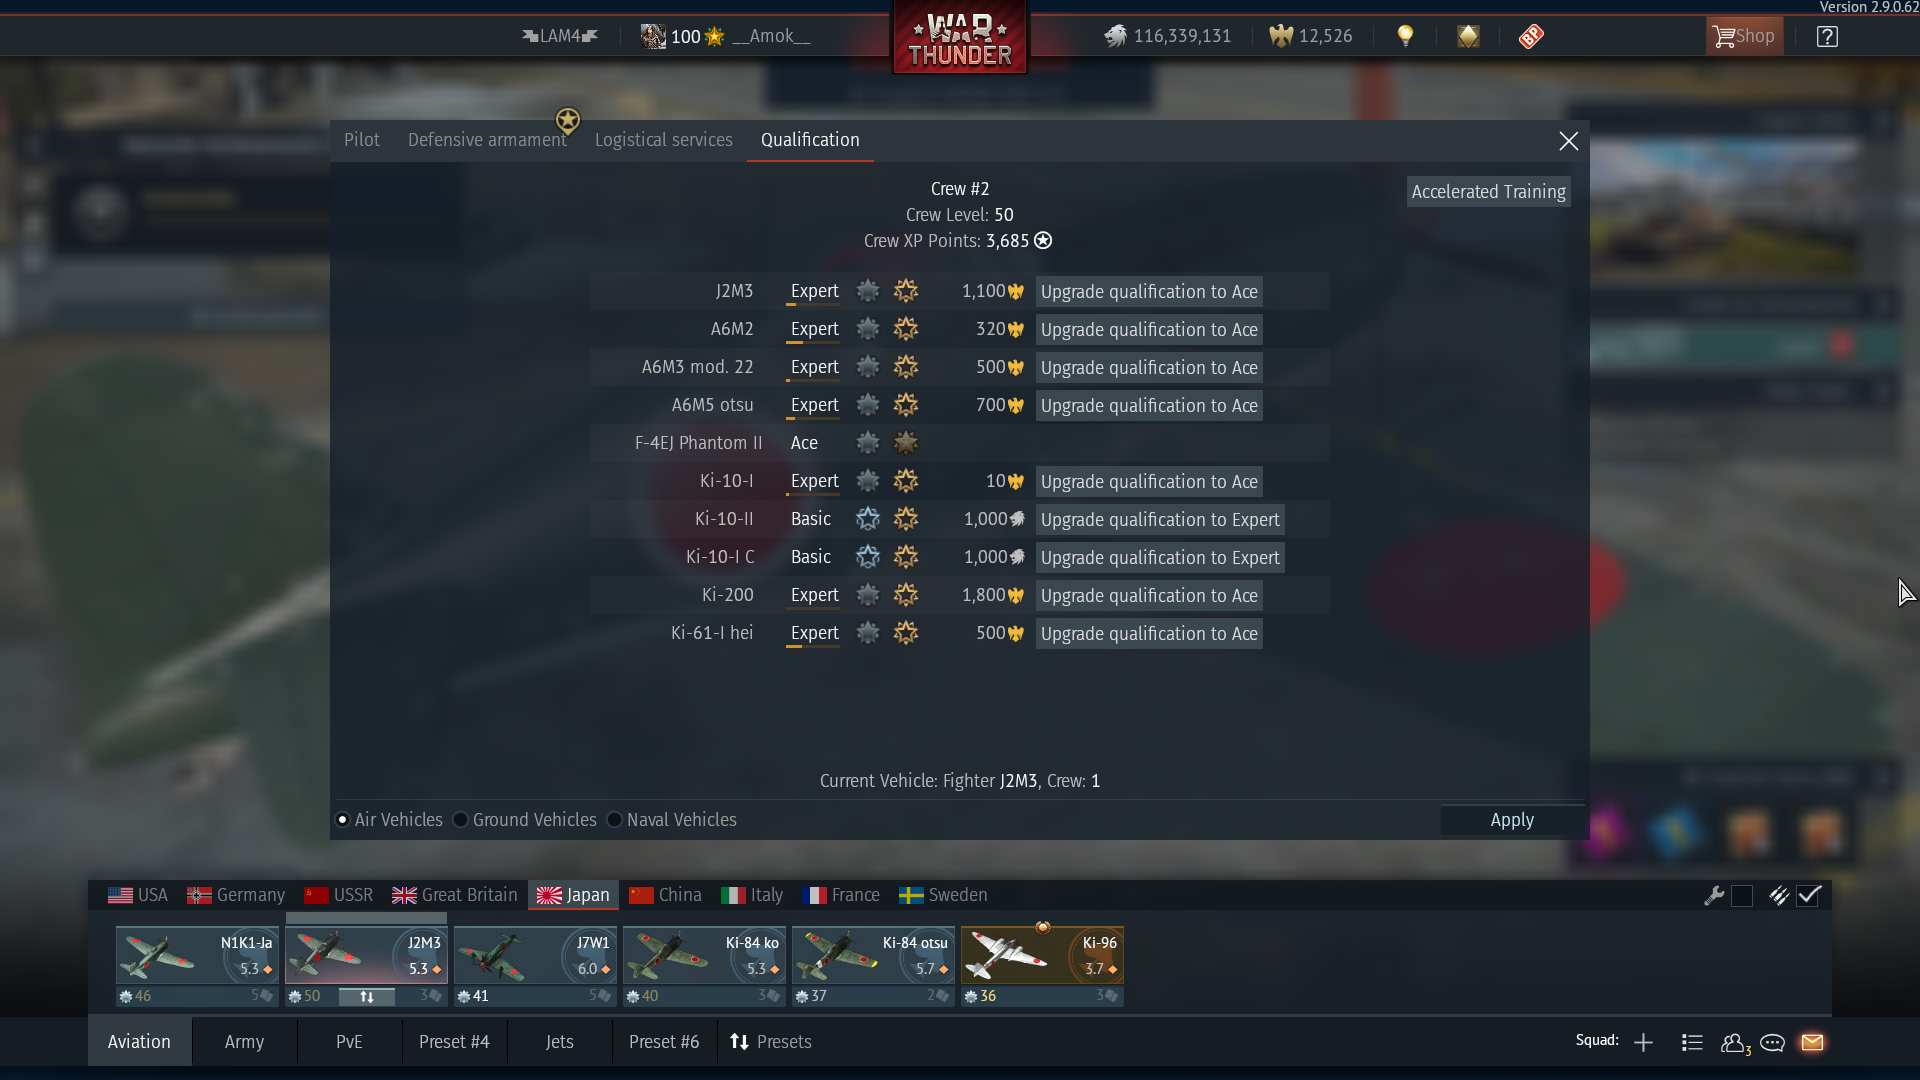 Version 2.9.0.62
LAM4
100 __Amok__
WAR THUNDER
116,339,131
12,526
BP
Shop
?
Pilot
Defensive armament
Logistical services
Qualification
Crew #2
Accelerated Training
Crew Level: 50
Crew XP Points: 3,685
J2M3 Expert 1,100 Upgrade qualification to Ace
A6M2 Expert 320 Upgrade qualification to Ace
A6M3 mod. 22 Expert 500 Upgrade qualification to Ace
A6M5 otsu Expert 700 Upgrade qualification to Ace
F-4EJ Phantom II Ace
Ki-10-I Expert 10 Upgrade qualification to Ace
Ki-10-II Basic 1,000 Upgrade qualification to Expert
Ki-10-I C Basic 1,000 Upgrade qualification to Expert
Ki-200 Expert 1,800 Upgrade qualification to Ace
Ki-61-I hei Expert 500 Upgrade qualification to Ace
Current Vehicle: Fighter J2M3, Crew: 1
Air Vehicles
Ground Vehicles
Naval Vehicles
Apply
USA
Germany
USSR
Great Britain
Japan
China
Italy
France
Sweden
N1K1-Ja
5.3
46
5
J2M3
5.3
50
3
J7W1
6.0
41
5
Ki-84 ko
5.3
40
3
Ki-84 otsu
5.7
37
2
Ki-96
3.7
36
3
Aviation
Army
PvE
Preset #4
Jets
Preset #6
Presets
Squad:
3